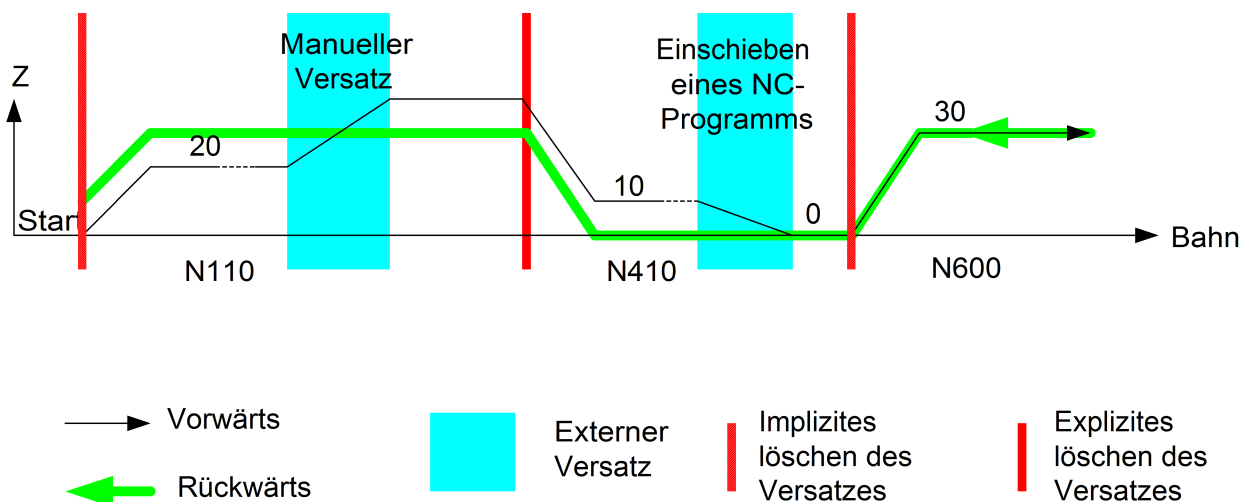 Manueller
Versatz
Einschieben
eines NC-
Programms
Z
20
30
10
0
Start
Bahn
N110
N410
N600
Vorwärts
Rückwärts
Externer
Versatz
Implizites
löschen des
Versatzes
Explizites
löschen des
Versatzes